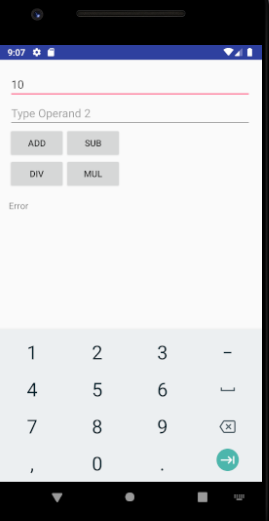 9:07
10
Type Operand 2
ADD SUB
DIV MUL
Error
1 2 3 -
4 5 6
7 8 9
, 0 .